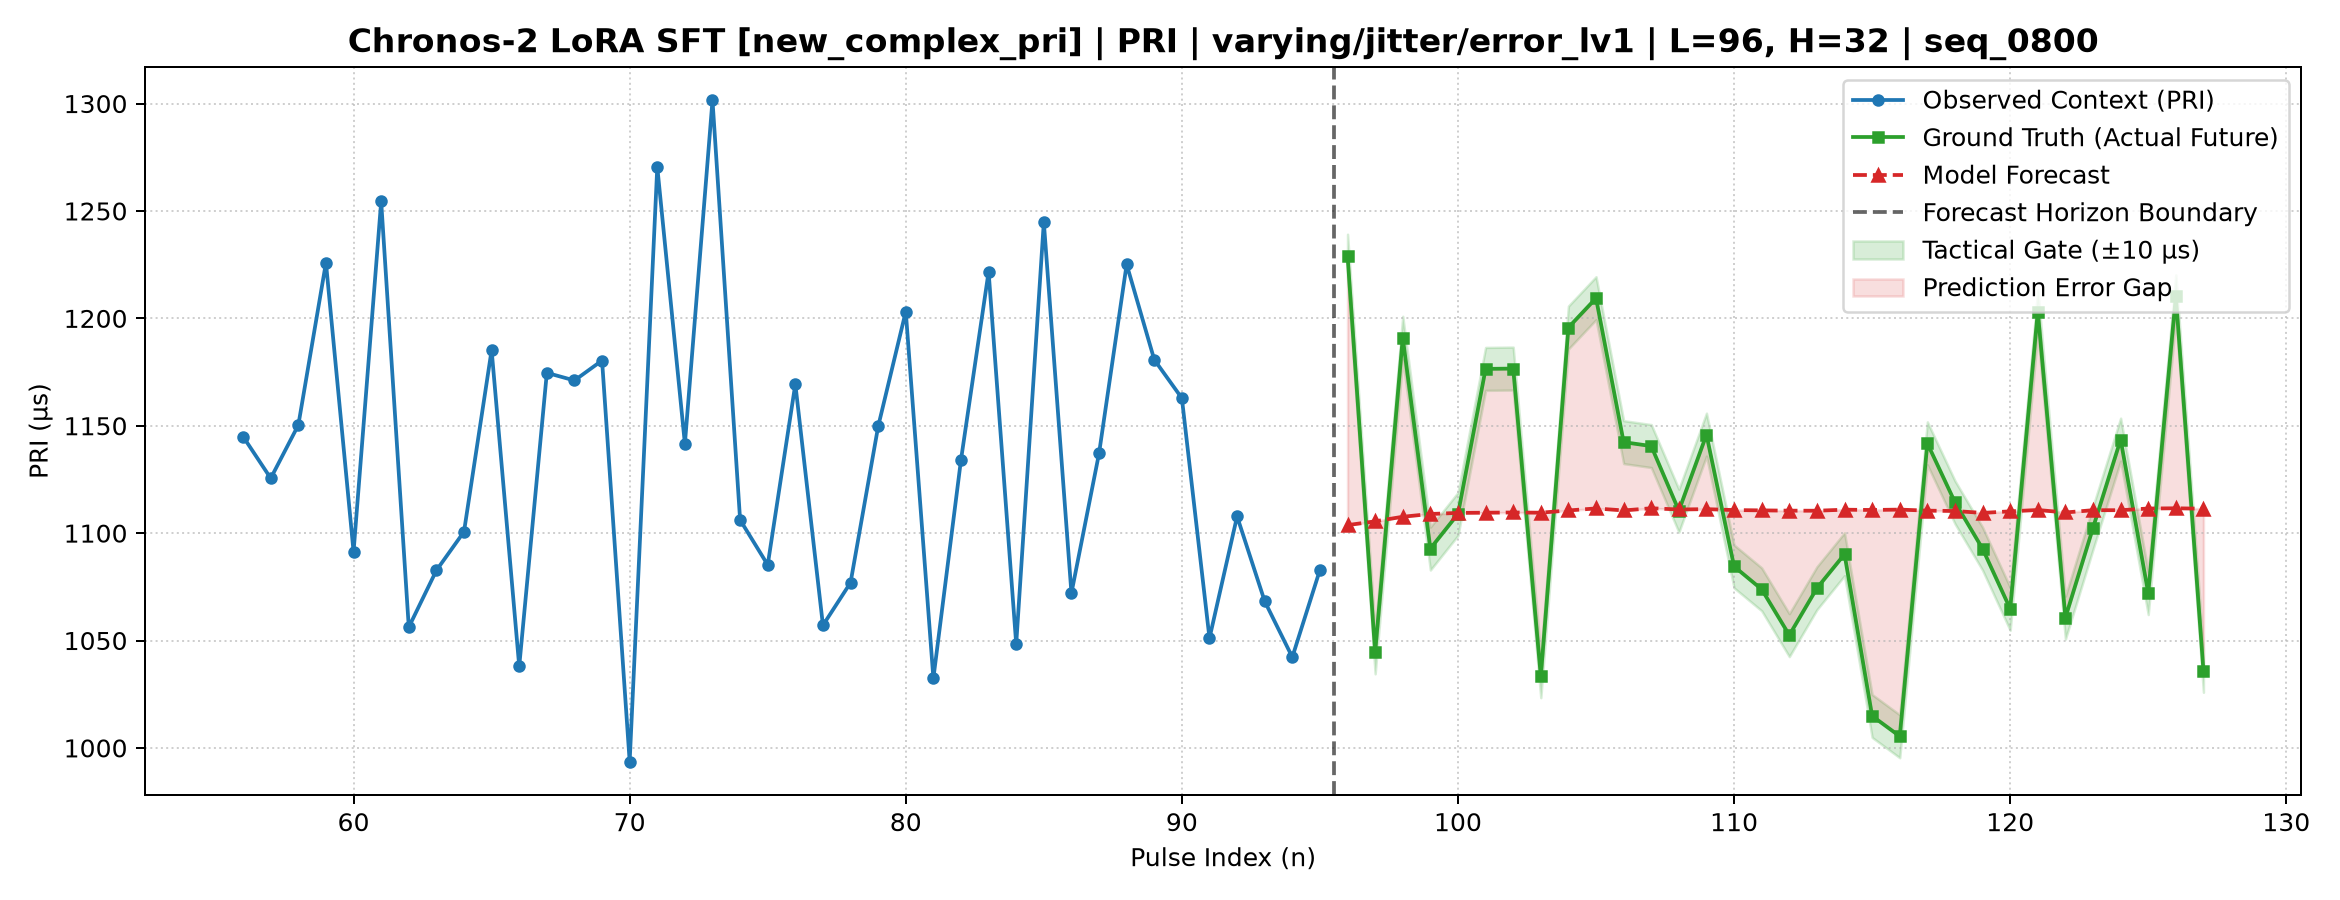 Chronos-2 LoRA SFT [new_complex_pri] | PRI | varying/jitter/error_lv1 | L=96, H=32 | seq_0800
PRI (µs)
1300
1250
1200
1150
1100
1050
1000
Observed Context (PRI)
Ground Truth (Actual Future)
Model Forecast
Forecast Horizon Boundary
Tactical Gate (±10 µs)
Prediction Error Gap
60 70 80 90 100 110 120 130
Pulse Index (n)